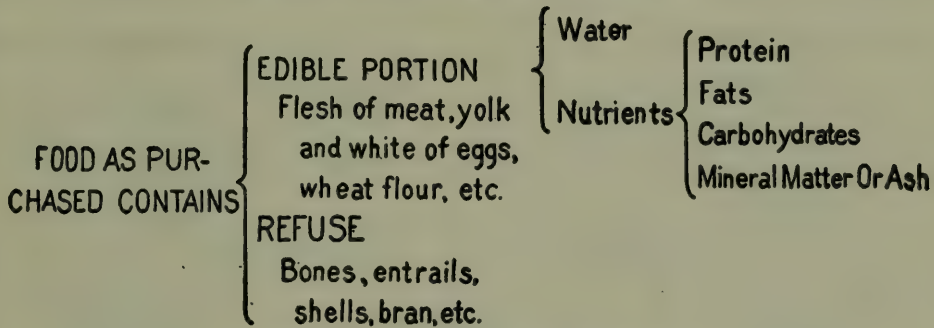 FOOD AS PUR-
CHASED CONTAINS
EDIBLE PORTION
Flesh of meat, yolk
and white of eggs,
wheat flour, etc.
REFUSE
Bones, entrails,
shells, bran, etc.
Water
Nutrients
Protein
Fats
Carbohydrates
Mineral Matter Or Ash